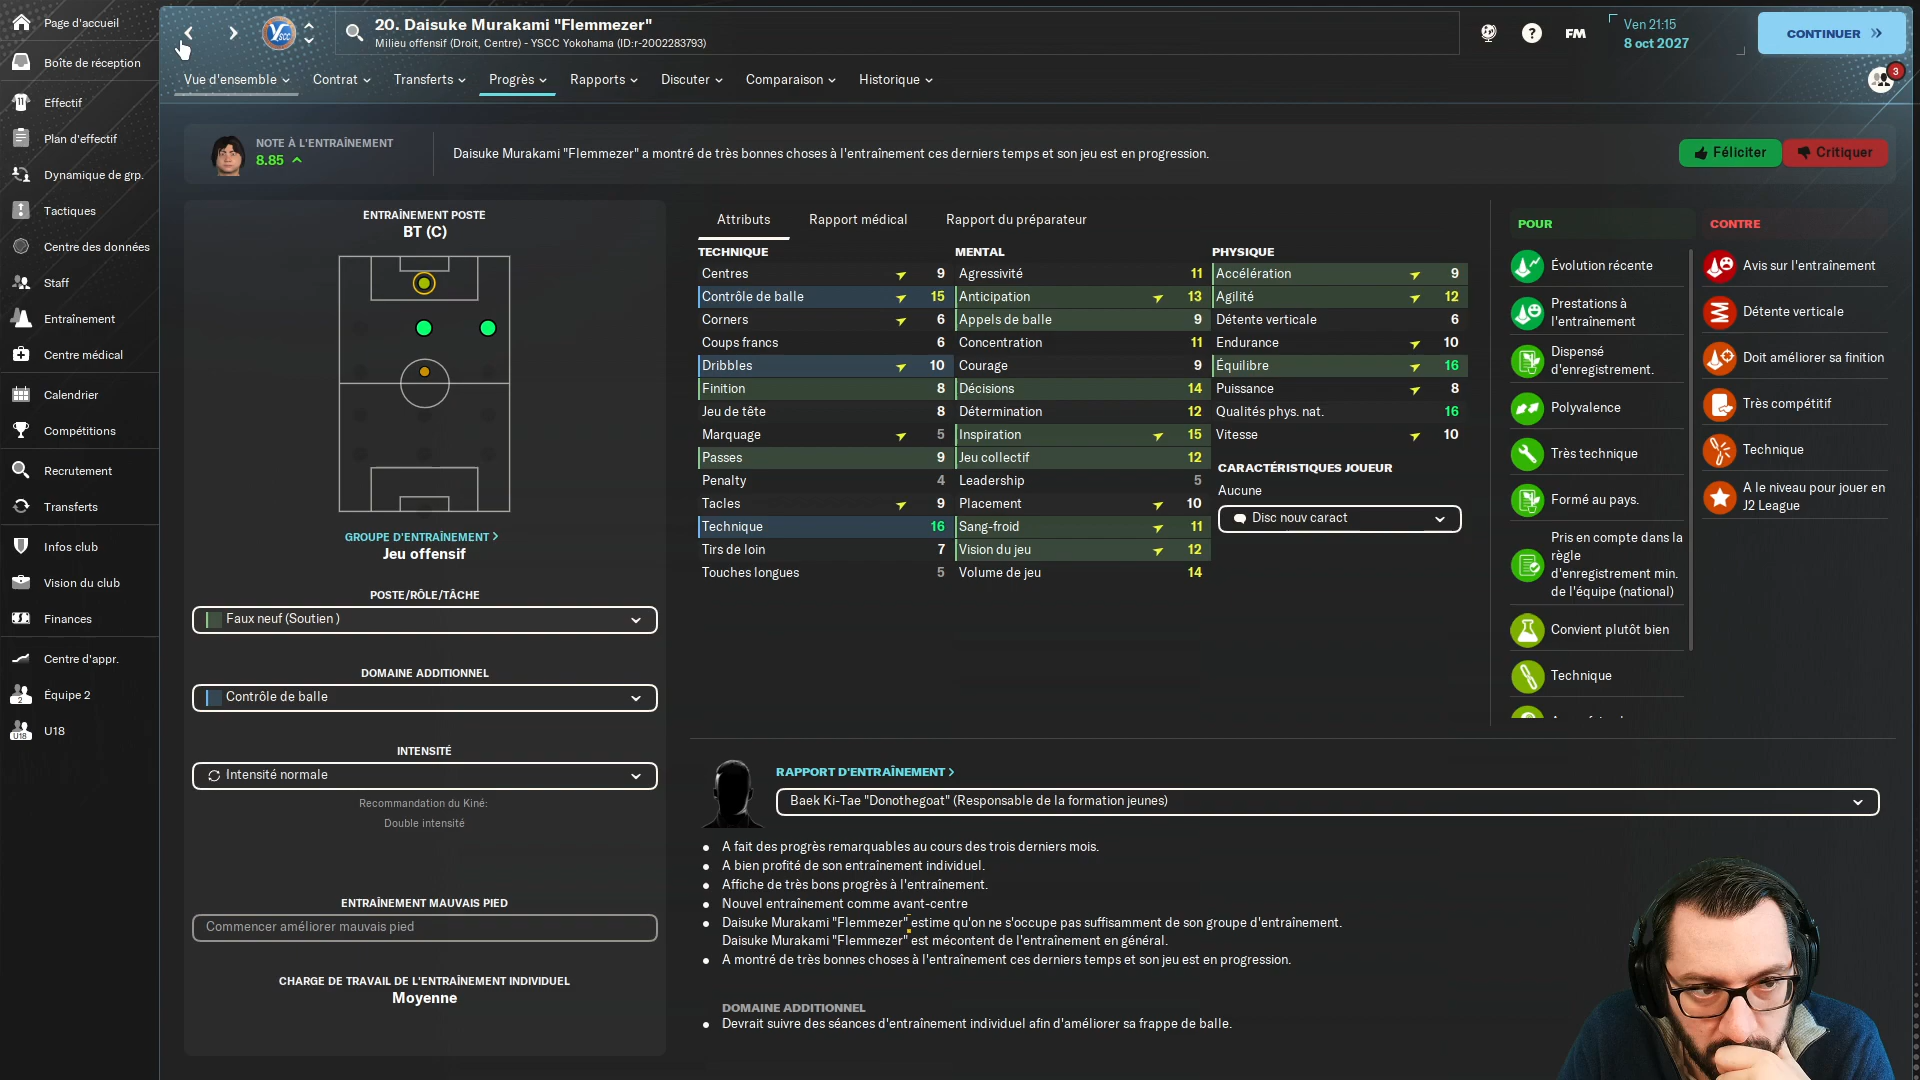 Page d'accueil
Boîte de réception
Effectif
Plan d'effectif
Dynamique de grp.
Tactiques
Centre des données
Staff
Entraînement
Centre médical
Calendrier
Compétitions
Recrutement
Transferts
Infos club
Vision du club
Finances
Centre d'appr.
Équipe 2
U18
20. Daisuke Murakami "Flemmezer"
Milieu offensif (Droit, Centre) - YSCC Yokohama (ID:r-2002283793)
FM
Ven 21:15
8 oct 2027
CONTINUER
3
Vue d'ensemble
Contrat
Transferts
Progrès
Rapports
Discuter
Comparaison
Historique
NOTE À L'ENTRAÎNEMENT
8.85
Daisuke Murakami "Flemmezer" a montré de très bonnes choses à l'entraînement ces derniers temps et son jeu est en progression.
Féliciter
Critiquer
ENTRAÎNEMENT POSTE
BT (C)
GROUPE D'ENTRAÎNEMENT
Jeu offensif
POSTE/RÔLE/TÂCHE
Faux neuf (Soutien )
DOMAINE ADDITIONNEL
Contrôle de balle
INTENSITÉ
Intensité normale
Recommandation du Kiné:
Double intensité
ENTRAÎNEMENT MAUVAIS PIED
Commencer améliorer mauvais pied
CHARGE DE TRAVAIL DE L'ENTRAÎNEMENT INDIVIDUEL
Moyenne
Attributs
Rapport médical
Rapport du préparateur
TECHNIQUE
Centres 9
Contrôle de balle 15
Corners 6
Coups francs 6
Dribbles 10
Finition 8
Jeu de tête 8
Marquage 5
Passes 9
Penalty 4
Tacles 9
Technique 16
Tirs de loin 7
Touches longues 5
MENTAL
Agressivité 11
Anticipation 13
Appels de balle 9
Concentration 11
Courage 9
Décisions 14
Détermination 12
Inspiration 15
Jeu collectif 12
Leadership 5
Placement 10
Sang-froid 11
Vision du jeu 12
Volume de jeu 14
PHYSIQUE
Accélération 9
Agilité 12
Détente verticale 6
Endurance 10
Équilibre 16
Puissance 8
Qualités phys. nat. 16
Vitesse 10
CARACTÉRISTIQUES JOUEUR
Aucune
Disc nouv caract
POUR
Évolution récente
Prestations à
l'entraînement
Dispensé
d'enregistrement.
Polyvalence
Très technique
Formé au pays.
Pris en compte dans la
règle
d'enregistrement min.
de l'équipe (national)
Convient plutôt bien
Technique
CONTRE
Avis sur l'entraînement
Détente verticale
Doit améliorer sa finition
Très compétitif
Technique
A le niveau pour jouer en
J2 League
RAPPORT D'ENTRAÎNEMENT
Baek Ki-Tae "Donothegoat" (Responsable de la formation jeunes)
A fait des progrès remarquables au cours des trois derniers mois.
A bien profité de son entraînement individuel.
Affiche de très bons progrès à l'entraînement.
Nouvel entraînement comme avant-centre
Daisuke Murakami "Flemmezer" estime qu'on ne s'occupe pas suffisamment de son groupe d'entraînement.
Daisuke Murakami "Flemmezer" est mécontent de l'entraînement en général.
A montré de très bonnes choses à l'entraînement ces derniers temps et son jeu est en progression.
DOMAINE ADDITIONNEL
Devrait suivre des séances d'entraînement individuel afin d'améliorer sa frappe de balle.